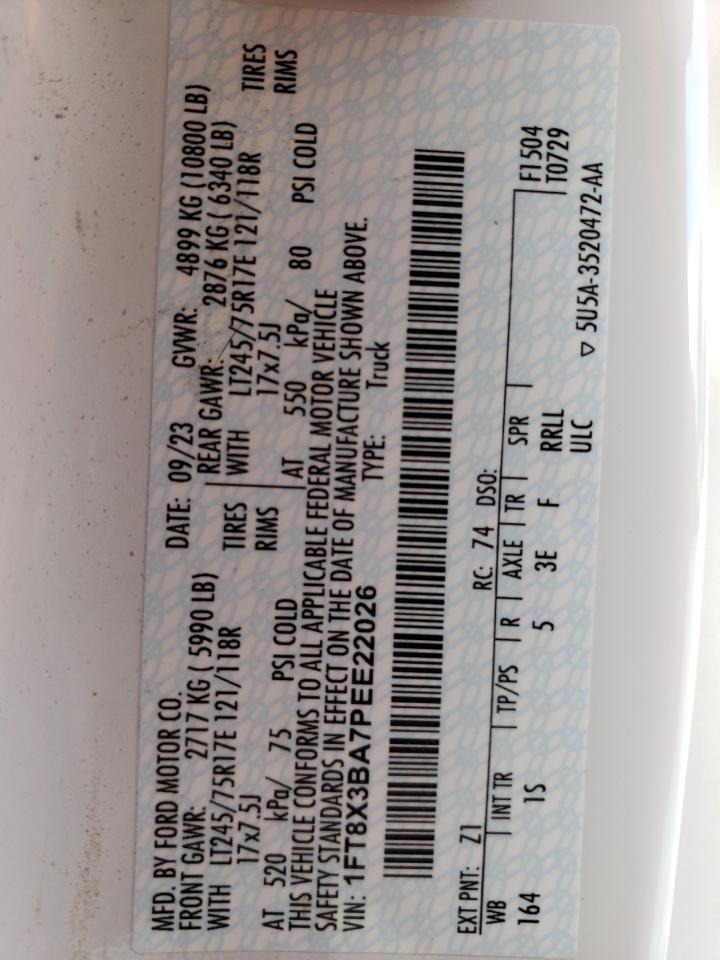 MFD. BY FORD MOTOR CO.
DATE: 09/23 GVWR: 4899 KG (10800 LB)
FRONT GAWR: 2717 KG ( 5990 LB) REAR GAWR: 2876 KG ( 6340 LB)
WITH LT245/75R17E 121/118R TIRES WITH LT245/75R17E 121/118R TIRES
17x7.5J RIMS 17x7.5J RIMS
AT 520 kPa/ 75 PSI COLD AT 550 kPa/ 80 PSI COLD
THIS VEHICLE CONFORMS TO ALL APPLICABLE FEDERAL MOTOR VEHICLE
SAFETY STANDARDS IN EFFECT ON THE DATE OF MANUFACTURE SHOWN ABOVE.
VIN: 1FT8X3BA7PEE22026 TYPE: Truck
EXT PNT: Z1 RC: 74 DSO:
WB INT TR TP/PS R AXLE TR SPR F1504
164 1S 5 3E F RRLL T0729
ULC 5U5A-3520472-AA